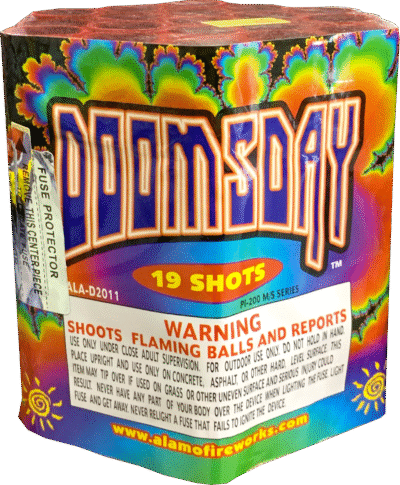 DOOMSDAY
TM
19 SHOTS
PI-200 M.S SERIES
ALA-D2011
FUSE PROTECTOR
REMOVE THIS CENTER PIECE
WARNING
SHOOTS FLAMING BALLS AND REPORTS
USE ONLY UNDER CLOSE ADULT SUPERVISION. FOR OUTDOOR USE ONLY. DO NOT HOLD IN HAND.
PLACE UPRIGHT AND USE ONLY ON CONCRETE, ASPHALT, OR OTHER HARD, LEVEL SURFACE. THIS
ITEM MAY TIP OVER IF USED ON GRASS OR OTHER UNEVEN SURFACE AND SERIOUS INJURY COULD
RESULT. NEVER HAVE ANY PART OF YOUR BODY OVER THE DEVICE WHEN LIGHTING THE FUSE. LIGHT
FUSE AND GET AWAY. NEVER RELIGHT A FUSE THAT FAILS TO IGNITE THE DEVICE.
www.alamofireworks.com